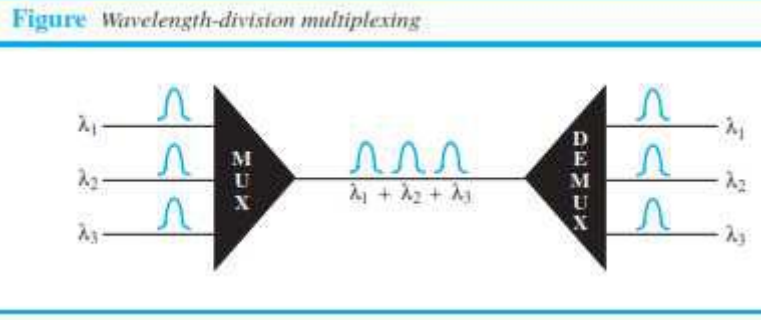 Figure Wavelength-division multiplexing
λ1
λ2
λ3
MUX
λ1 + λ2 + λ3
DEMUX
λ1
λ2
λ3